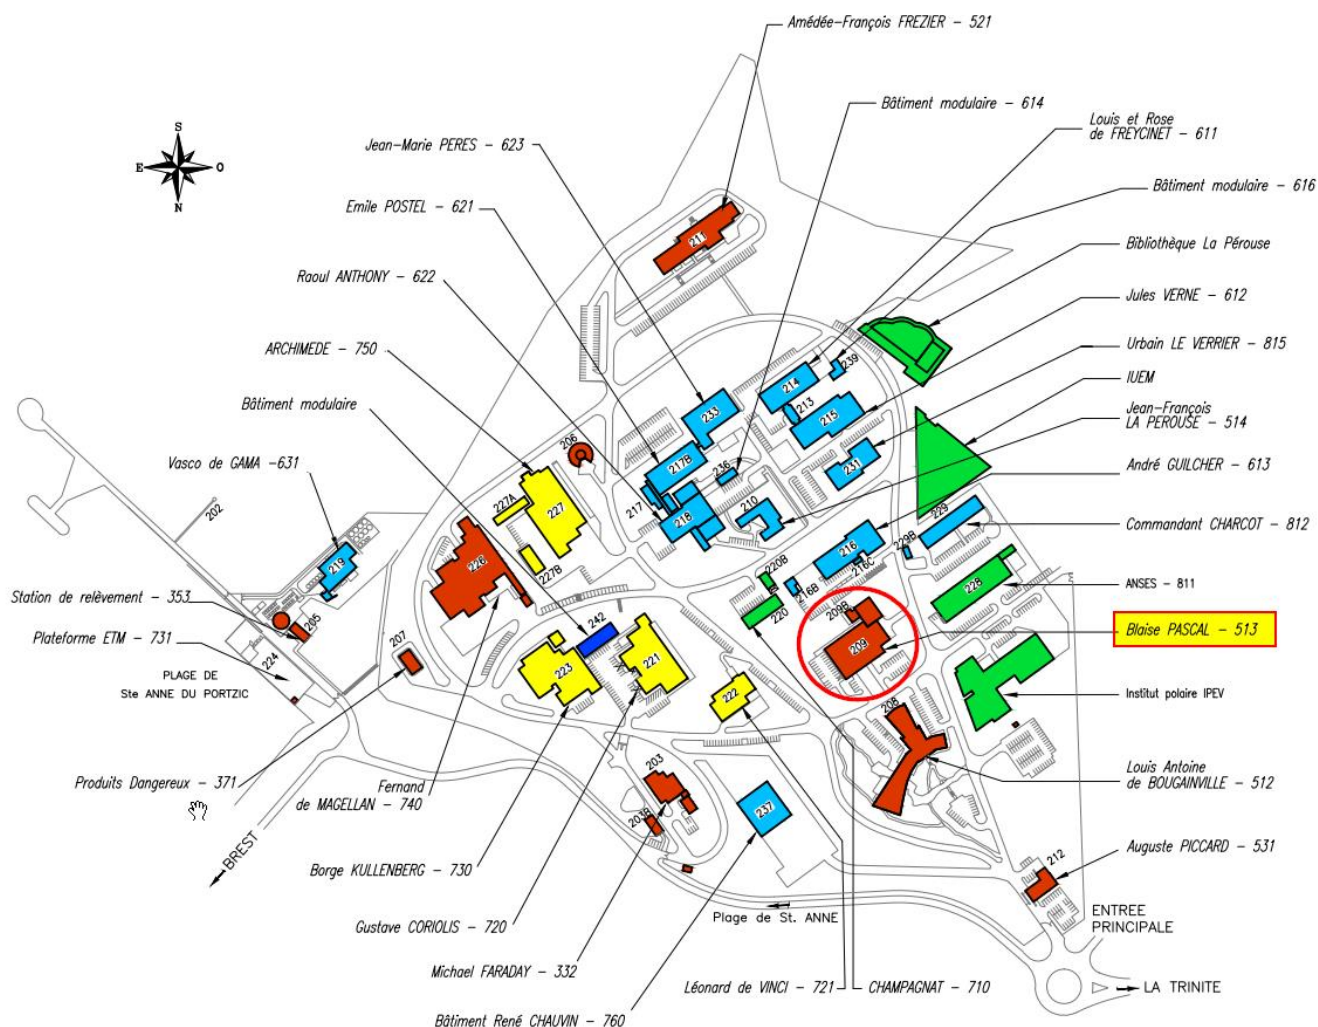 Amédée-François FREZIER - 521
Bâtiment modulaire - 614
Louis et Rose
de FREYCINET - 611
Jean-Marie PERES - 623
Bâtiment modulaire - 616
Emile POSTEL - 621
Bibliothèque La Pérouse
Raoul ANTHONY - 622
Jules VERNE - 612
ARCHIMEDE - 750
Urbain LE VERRIER - 815
Bâtiment modulaire
IUEM
Jean-François
LA PEROUSE - 514
Vasco de GAMA -631
André GUILCHER - 613
Commandant CHARCOT - 812
Station de relèvement - 353
ANSES - 811
Plateforme ETM - 731
Blaise PASCAL - 513
PLAGE DE
Ste ANNE DU PORTZIC
Institut polaire IPEV
Produits Dangereux - 371
Fernand
de MAGELLAN - 740
Louis Antoine
de BOUGAINVILLE - 512
BREST
Borge KULLENBERG - 730
Auguste PICCARD - 531
Gustave CORIOLIS - 720
Plage de St. ANNE
ENTREE
PRINCIPALE
Michael FARADAY - 332
Léonard de VINCI - 721
CHAMPAGNAT - 710
LA TRINITE
Bâtiment René CHAUVIN - 760
S
E
O
N
211
239
214
213
215
233
206
217B
236
231
217
218
210
227A
227
227B
202
219
226
229
229B
216
216C
220B
216B
220
228
205
224
207
242
223
221
222
209B
209
208
203
203B
237
212